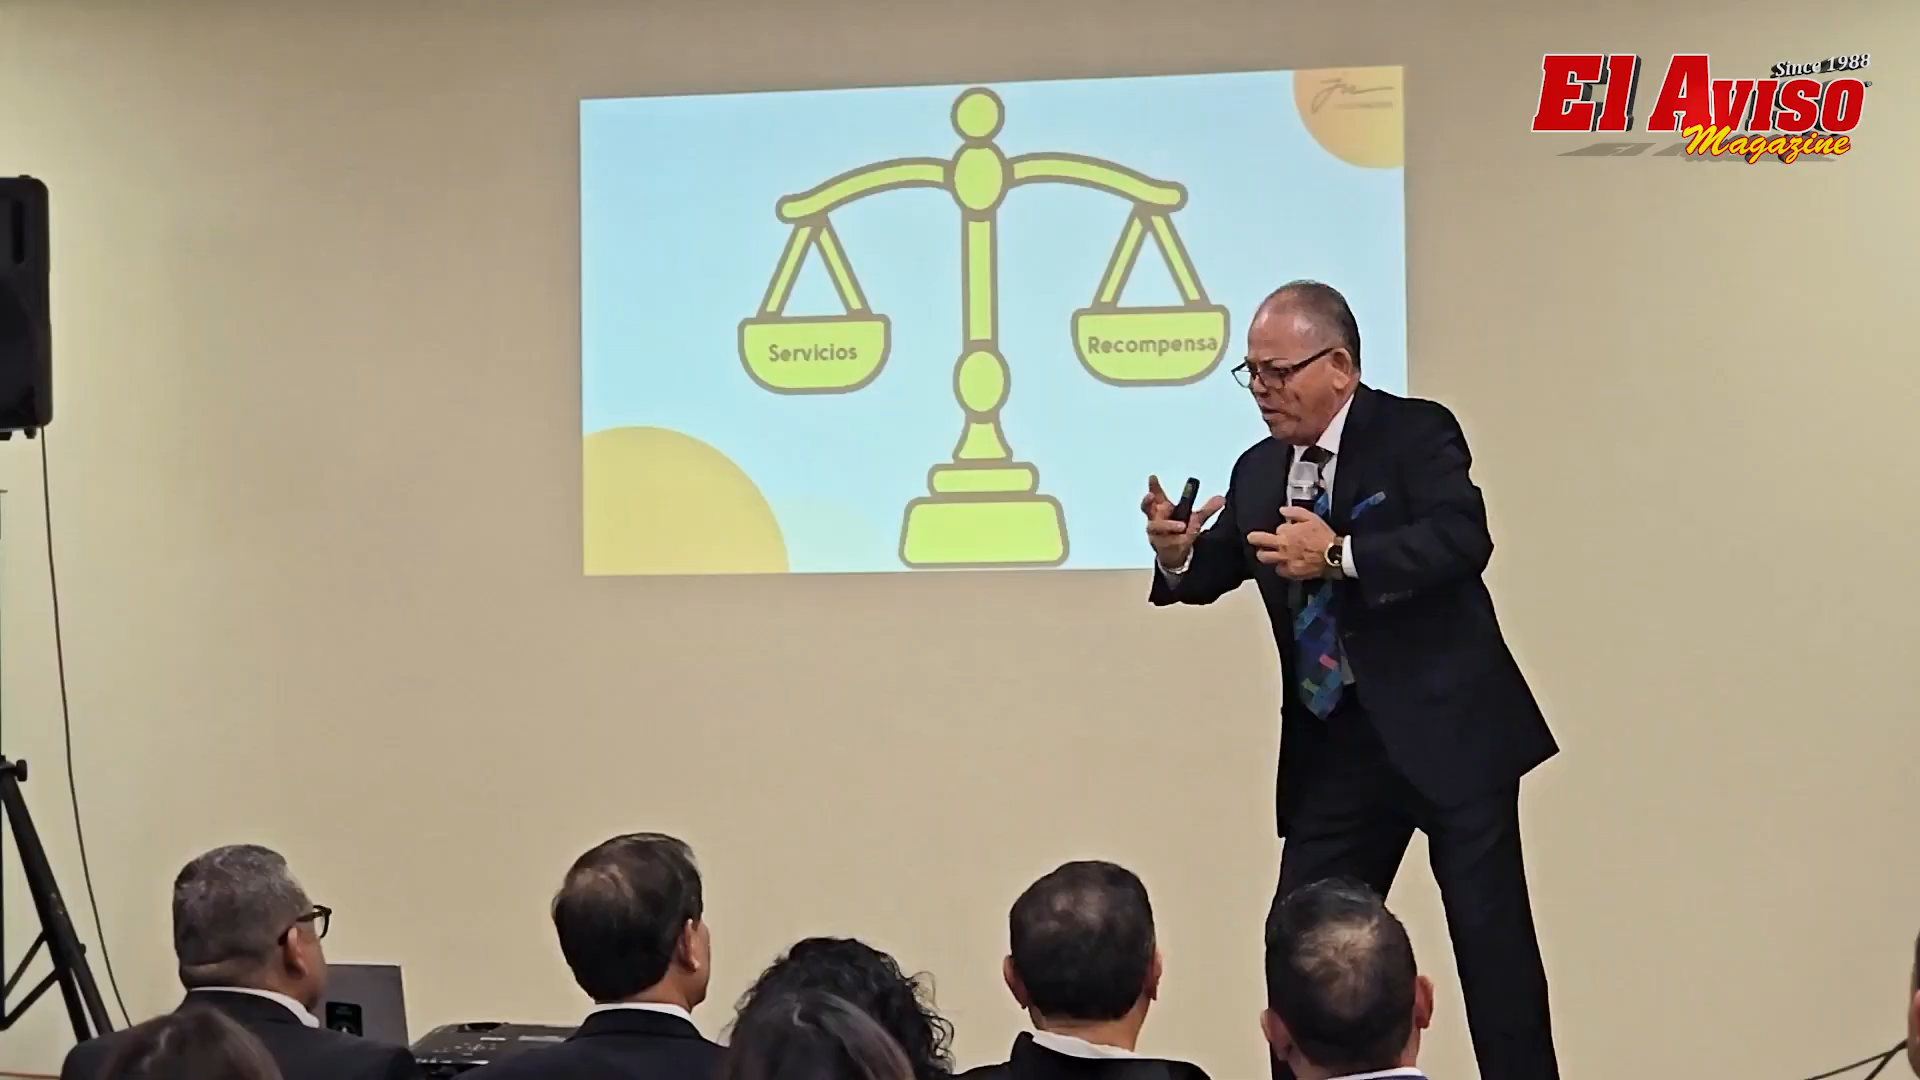 El Aviso
Since 1988
Magazine
Servicios
Recompensa